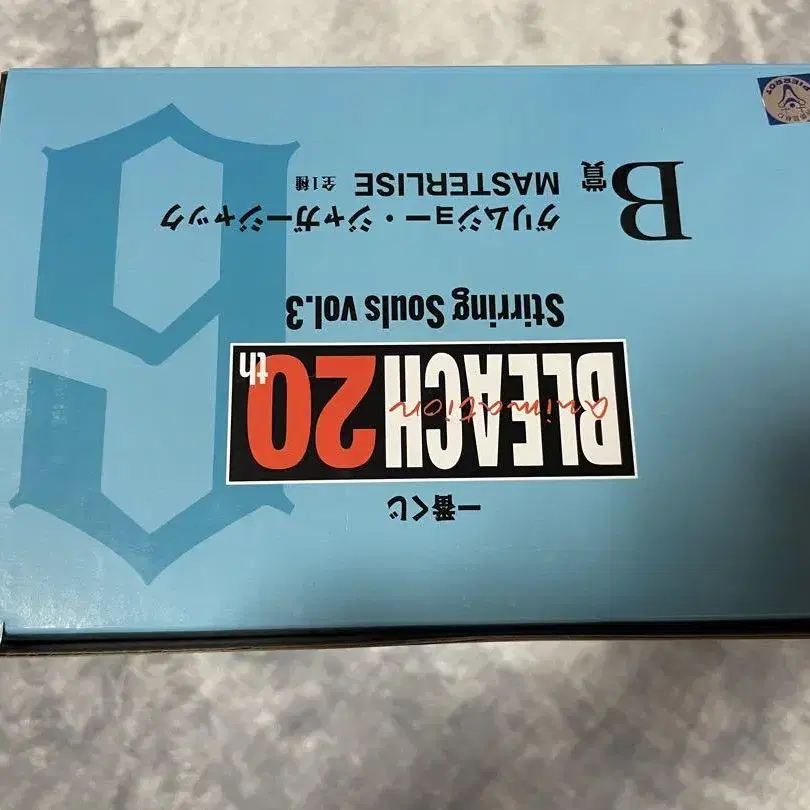 一番くじ
BLEACH 20th
animation
Stirring Souls vol.3
B賞
グリムジョー・ジャガージャック
MASTERLISE 全1種
6
PIERROT